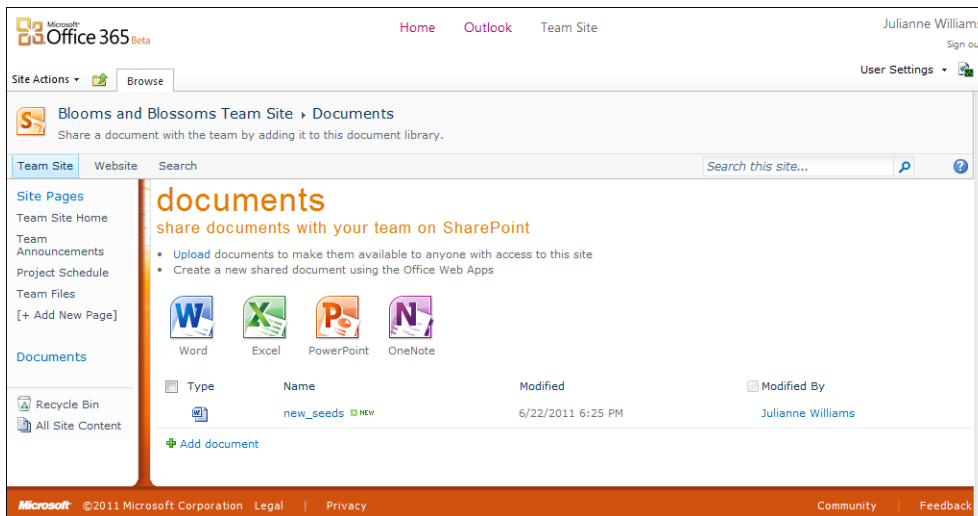 Microsoft
Office 365 Beta
Home Outlook Team Site
Julianne Williams
Sign ou
Site Actions
Browse
User Settings
Blooms and Blossoms Team Site Documents
Share a document with the team by adding it to this document library.
Team Site Website Search
Search this site...
Site Pages
Team Site Home
Team
Announcements
Project Schedule
Team Files
[+ Add New Page]
Documents
Recycle Bin
All Site Content
documents
share documents with your team on SharePoint
• Upload documents to make them available to anyone with access to this site
• Create a new shared document using the Office Web Apps
Word Excel PowerPoint OneNote
Type Name Modified Modified By
new_seeds NEW 6/22/2011 6:25 PM Julianne Williams
Add document
Microsoft ©2011 Microsoft Corporation Legal | Privacy Community | Feedback